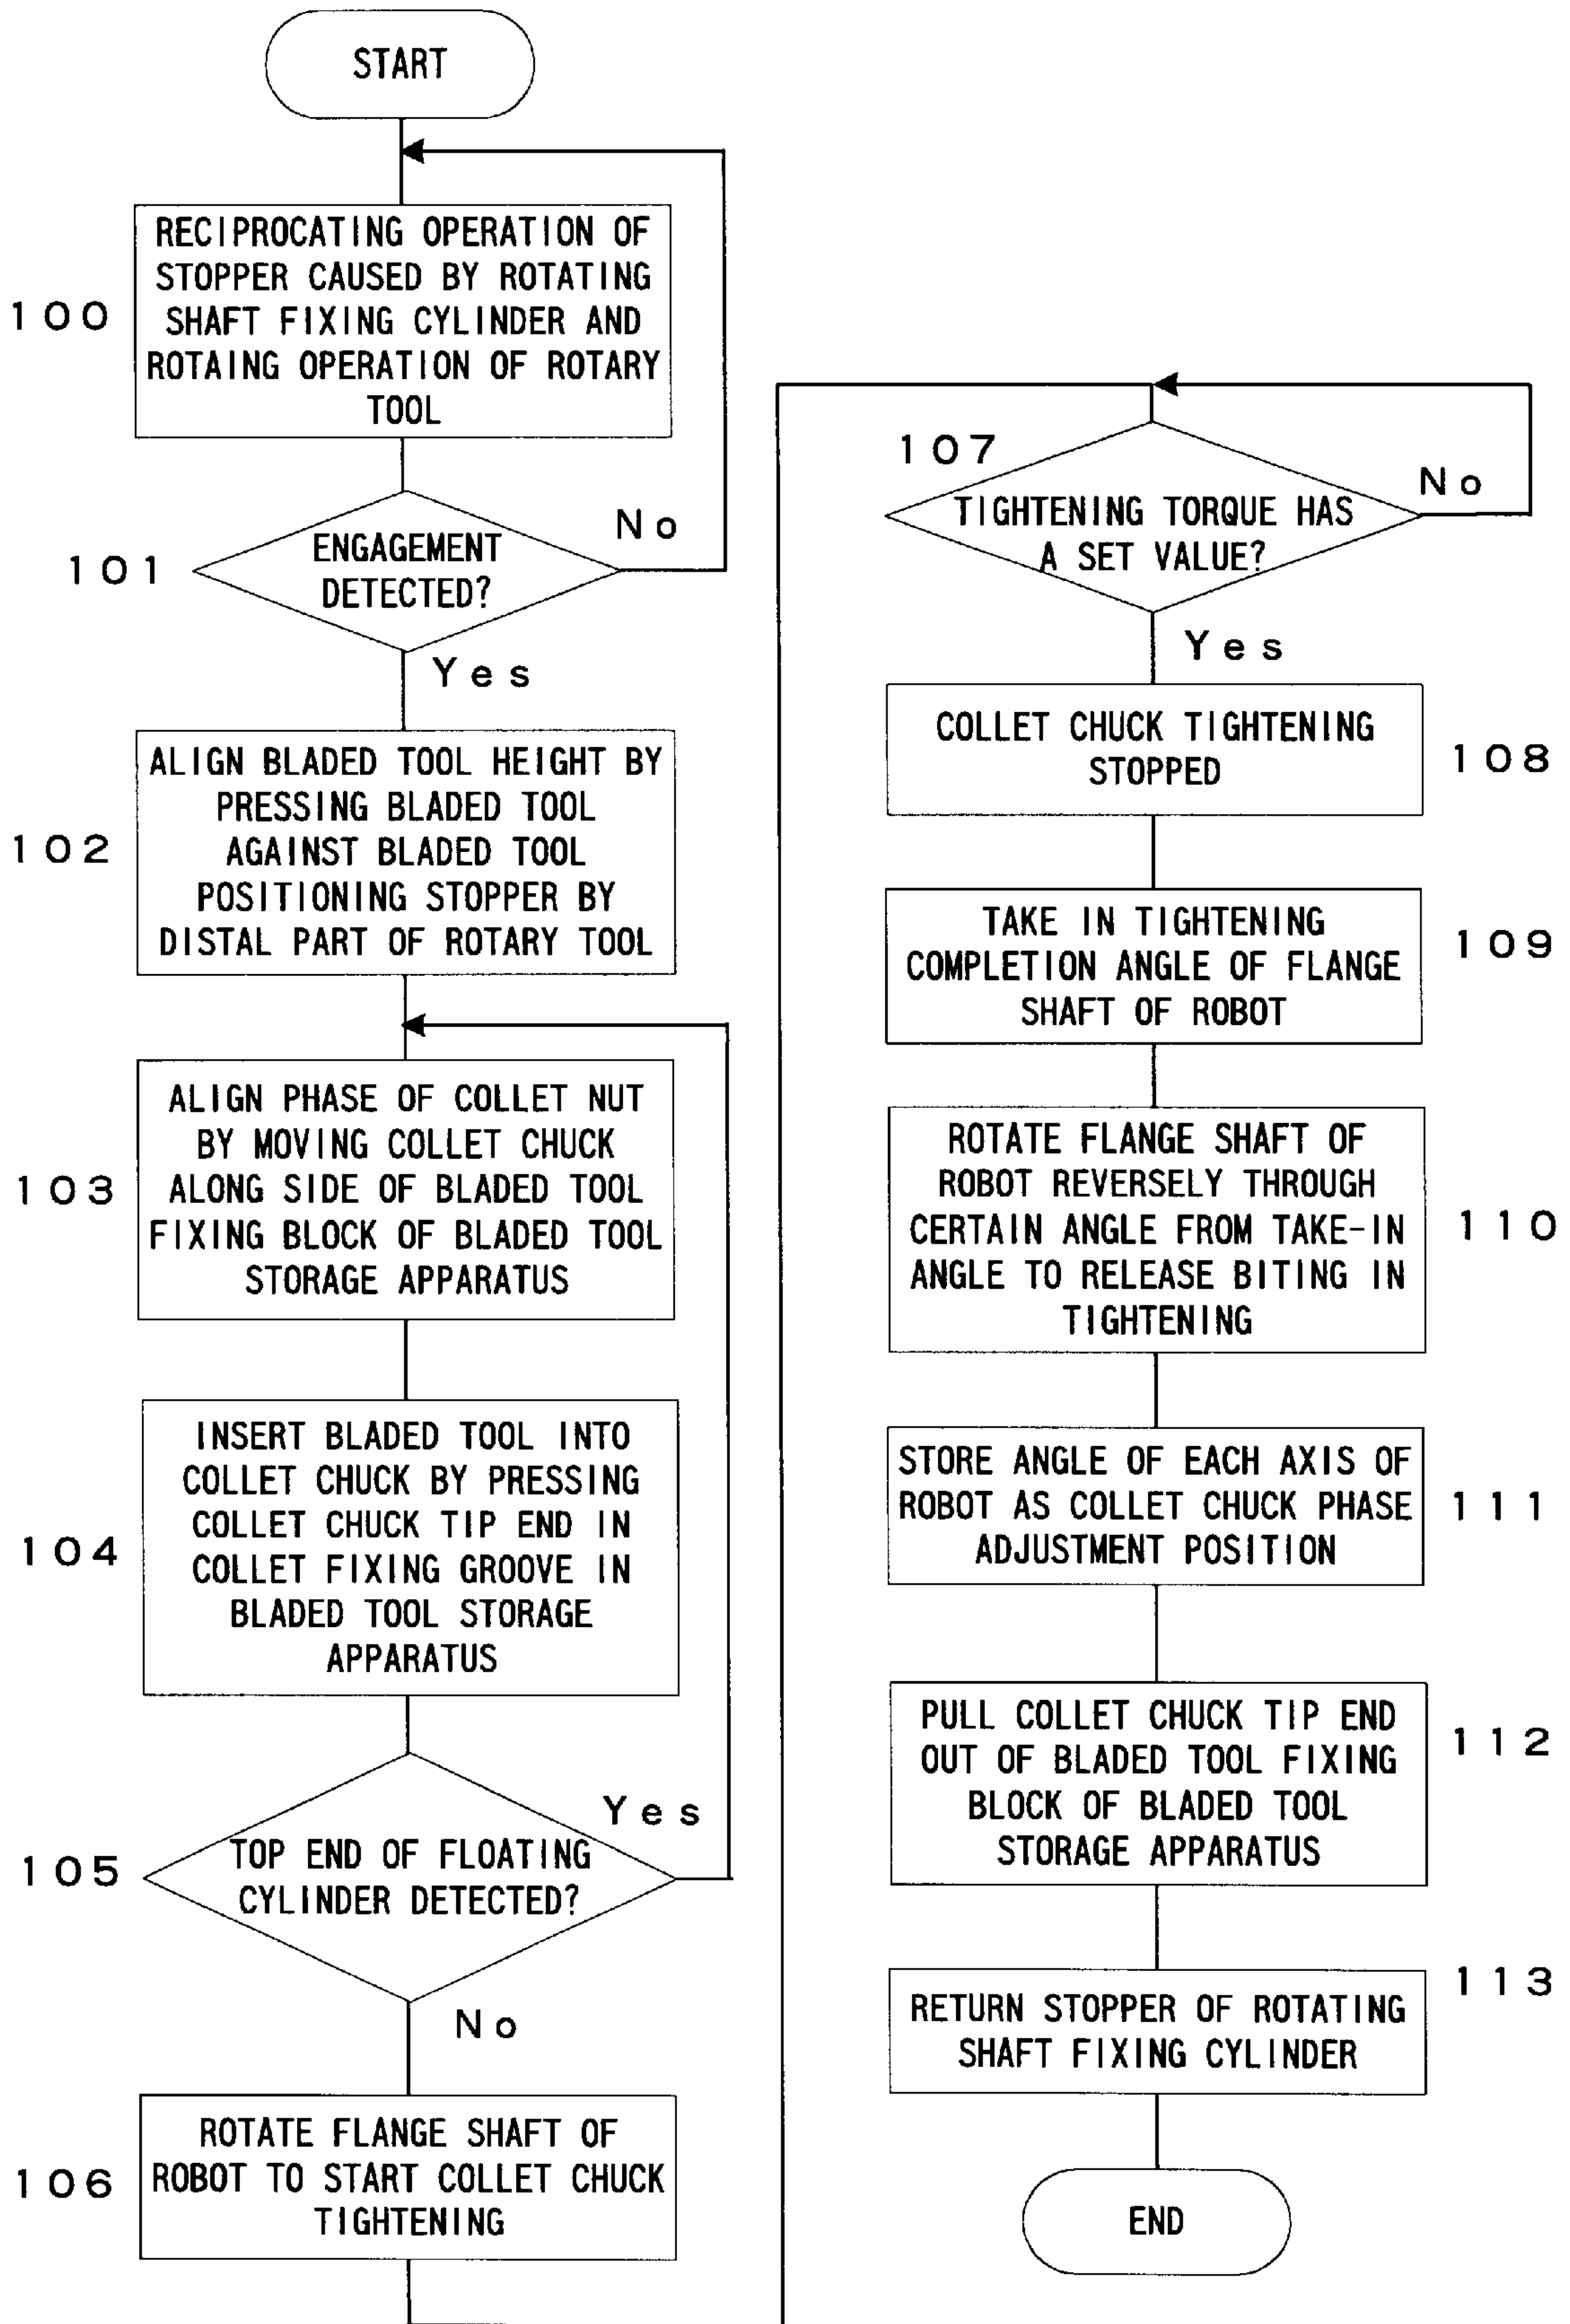 START
100
RECIPROCATING OPERATION OF
STOPPER CAUSED BY ROTATING
SHAFT FIXING CYLINDER AND
ROTAING OPERATION OF ROTARY
TOOL
101
ENGAGEMENT
DETECTED?
No
Yes
102
ALIGN BLADED TOOL HEIGHT BY
PRESSING BLADED TOOL
AGAINST BLADED TOOL
POSITIONING STOPPER BY
DISTAL PART OF ROTARY TOOL
103
ALIGN PHASE OF COLLET NUT
BY MOVING COLLET CHUCK
ALONG SIDE OF BLADED TOOL
FIXING BLOCK OF BLADED TOOL
STORAGE APPARATUS
104
INSERT BLADED TOOL INTO
COLLET CHUCK BY PRESSING
COLLET CHUCK TIP END IN
COLLET FIXING GROOVE IN
BLADED TOOL STORAGE
APPARATUS
105
TOP END OF FLOATING
CYLINDER DETECTED?
Yes
No
106
ROTATE FLANGE SHAFT OF
ROBOT TO START COLLET CHUCK
TIGHTENING
107
TIGHTENING TORQUE HAS
A SET VALUE?
No
Yes
COLLET CHUCK TIGHTENING
STOPPED
108
TAKE IN TIGHTENING
COMPLETION ANGLE OF FLANGE
SHAFT OF ROBOT
109
ROTATE FLANGE SHAFT OF
ROBOT REVERSELY THROUGH
CERTAIN ANGLE FROM TAKE-IN
ANGLE TO RELEASE BITING IN
TIGHTENING
110
STORE ANGLE OF EACH AXIS OF
ROBOT AS COLLET CHUCK PHASE
ADJUSTMENT POSITION
111
PULL COLLET CHUCK TIP END
OUT OF BLADED TOOL FIXING
BLOCK OF BLADED TOOL
STORAGE APPARATUS
112
RETURN STOPPER OF ROTATING
SHAFT FIXING CYLINDER
113
END